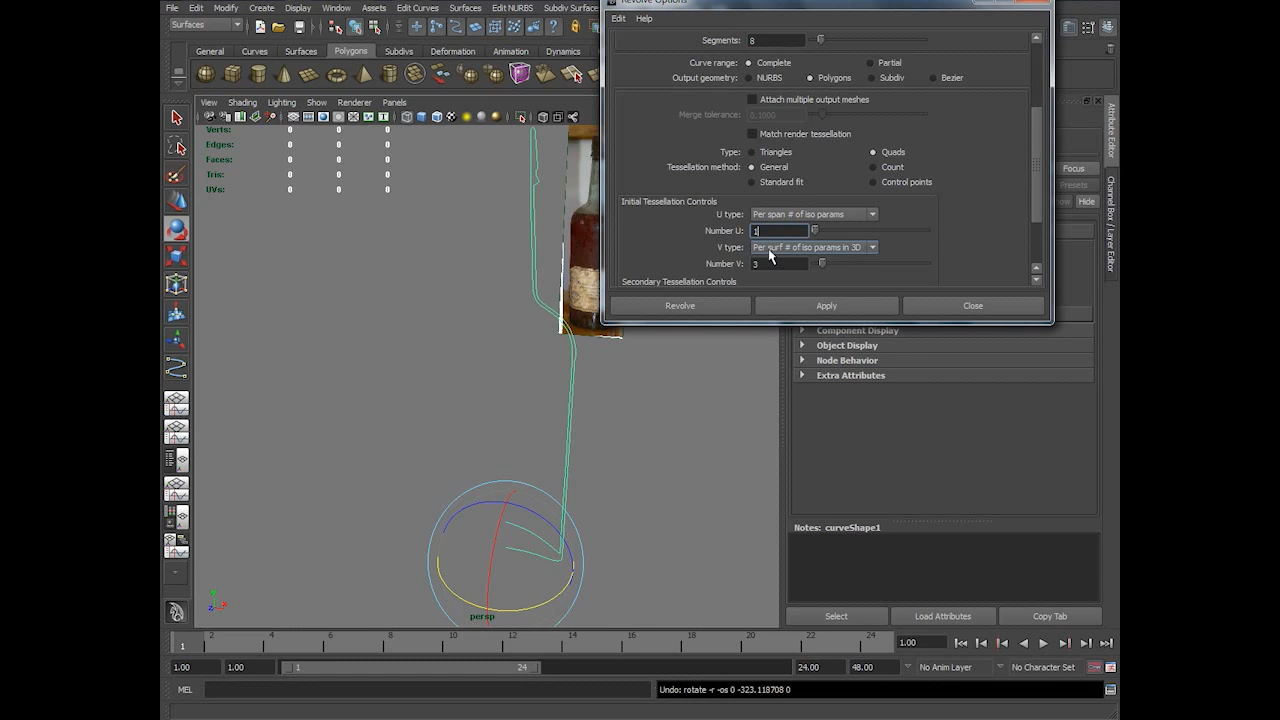 Revolve Options
File Edit Modify Create Display Window Assets Edit Curves Surfaces Edit NURBS Subdiv Surfaces
Edit Help
Surfaces
Segments: 8
General Curves Surfaces Polygons Subdivs Deformation Animation Dynamics
Curve range: Complete Partial
Output geometry: NURBS Polygons Subdiv Bezier
Attach multiple output meshes
View Shading Lighting Show Renderer Panels
Merge tolerance: 0.1000
Match render tessellation
Verts: 0 0 0
Edges: 0 0 0
Faces: 0 0 0
Tris: 0 0 0
UVs: 0 0 0
Type: Triangles Quads
Tessellation method: General Count
Standard fit Control points
Attribute Editor
Channel Box / Layer Editor
Focus
Presets
Hide
Initial Tessellation Controls
U type: Per span # of iso params
Number U: 1
V type: Per surf # of iso params in 3D
Number V: 3
Secondary Tessellation Controls
Revolve Apply Close
Component Display
Object Display
Node Behavior
Extra Attributes
Notes: curveShape1
persp
Select Load Attributes Copy Tab
2 4 6 8 10 12 14 16 18 20 22 24
1
1.00
1.00 1.00 1 24 24.00 48.00 No Anim Layer No Character Set
MEL Undo: rotate -r -os 0 -323.118708 0